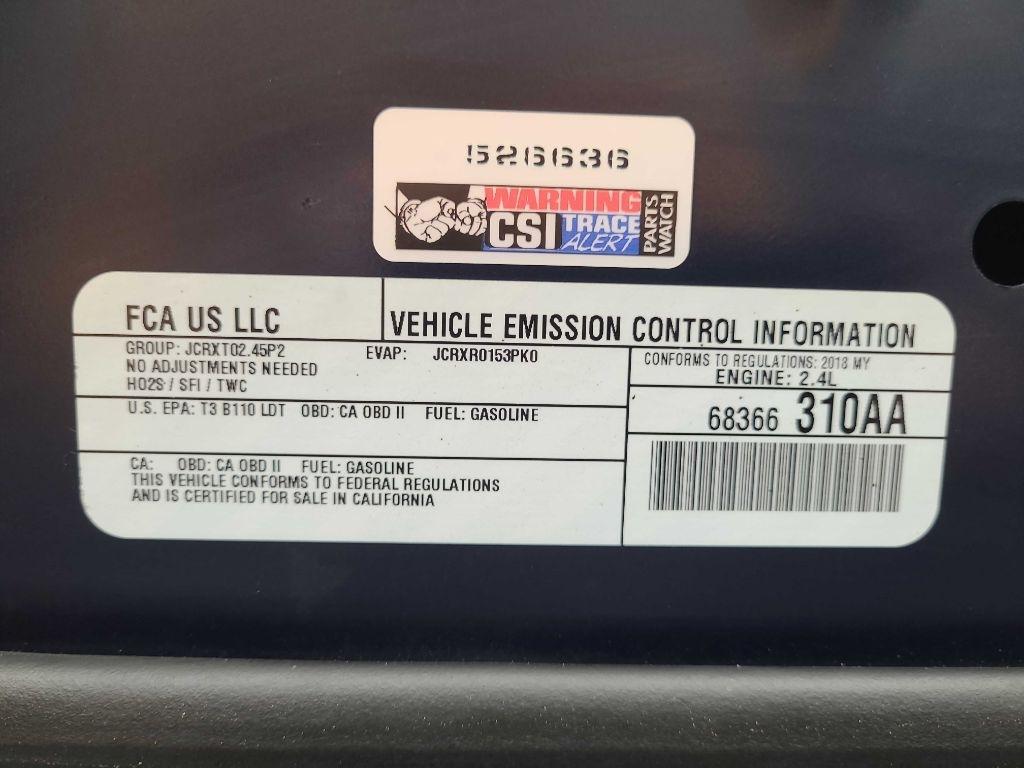 526636
WARNING
CSI TRACE ALERT
PARTS WATCH
FCA US LLC
VEHICLE EMISSION CONTROL INFORMATION
GROUP: JCRXT02.45P2 EVAP: JCRXR0153PK0
NO ADJUSTMENTS NEEDED
HO2S / SFI / TWC
CONFORMS TO REGULATIONS: 2018 MY
ENGINE: 2.4L
U.S. EPA: T3 B110 LDT OBD: CA OBD II FUEL: GASOLINE
68366 310AA
CA: OBD: CA OBD II FUEL: GASOLINE
THIS VEHICLE CONFORMS TO FEDERAL REGULATIONS
AND IS CERTIFIED FOR SALE IN CALIFORNIA